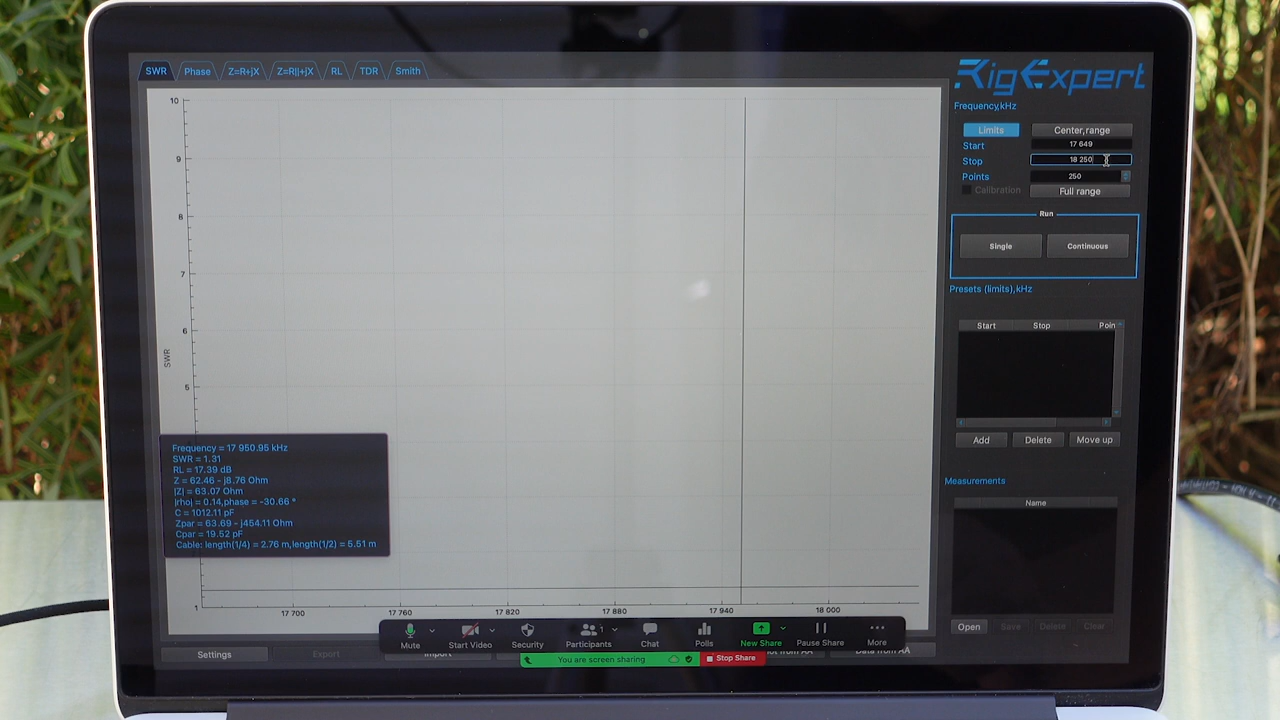 SWR
Phase
Z=R+jX
Z=R||+jX
RL
TDR
Smith
RigExpert
Frequency,kHz
Limits
Center,range
Start
17 649
Stop
18 250
Points
250
Calibration
Full range
Run
Single
Continuous
Presets (limits),kHz
Start
Stop
Poin
Add
Delete
Move up
Measurements
Name
Open
Save
Delete
Clear
10
9
8
7
6
5
1
SWR
Frequency = 17 950.95 kHz
SWR = 1.31
RL = 17.39 dB
Z = 62.46 - j8.76 Ohm
|Z| = 63.07 Ohm
|rho| = 0.14,phase = -30.66 °
C = 1012.11 pF
Zpar = 63.69 - j454.11 Ohm
Cpar = 19.52 pF
Cable: length(1/4) = 2.76 m,length(1/2) = 5.51 m
17 700
17 760
17 820
17 880
17 940
18 000
Mute
Start Video
Security
Participants
1
Chat
Polls
New Share
Pause Share
More
Settings
Export
Import
You are screen sharing
Stop Share
Data from AA